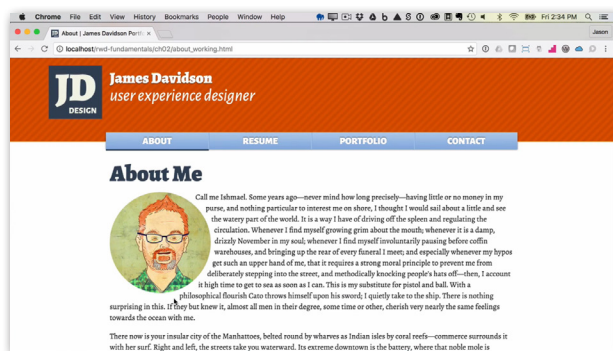 Chrome File Edit View History Bookmarks People Window Help Fri 2:34 PM
About | James Davidson Portfo Jason
localhost/rwd-fundamentals/ch02/about_working.html
JD
DESIGN
James Davidson
user experience designer
ABOUT RESUME PORTFOLIO CONTACT
About Me
Call me Ishmael. Some years ago—never mind how long precisely—having little or no money in my
purse, and nothing particular to interest me on shore, I thought I would sail about a little and see
the watery part of the world. It is a way I have of driving off the spleen and regulating the
circulation. Whenever I find myself growing grim about the mouth; whenever it is a damp,
drizzly November in my soul; whenever I find myself involuntarily pausing before coffin
warehouses, and bringing up the rear of every funeral I meet; and especially whenever my hypos
get such an upper hand of me, that it requires a strong moral principle to prevent me from
deliberately stepping into the street, and methodically knocking people's hats off—then, I account
it high time to get to sea as soon as I can. This is my substitute for pistol and ball. With a
philosophical flourish Cato throws himself upon his sword; I quietly take to the ship. There is nothing
surprising in this. If they but knew it, almost all men in their degree, some time or other, cherish very nearly the same feelings
towards the ocean with me.
There now is your insular city of the Manhattoes, belted round by wharves as Indian isles by coral reefs—commerce surrounds it
with her surf. Right and left, the streets take you waterward. Its extreme downtown is the battery, where that noble mole is